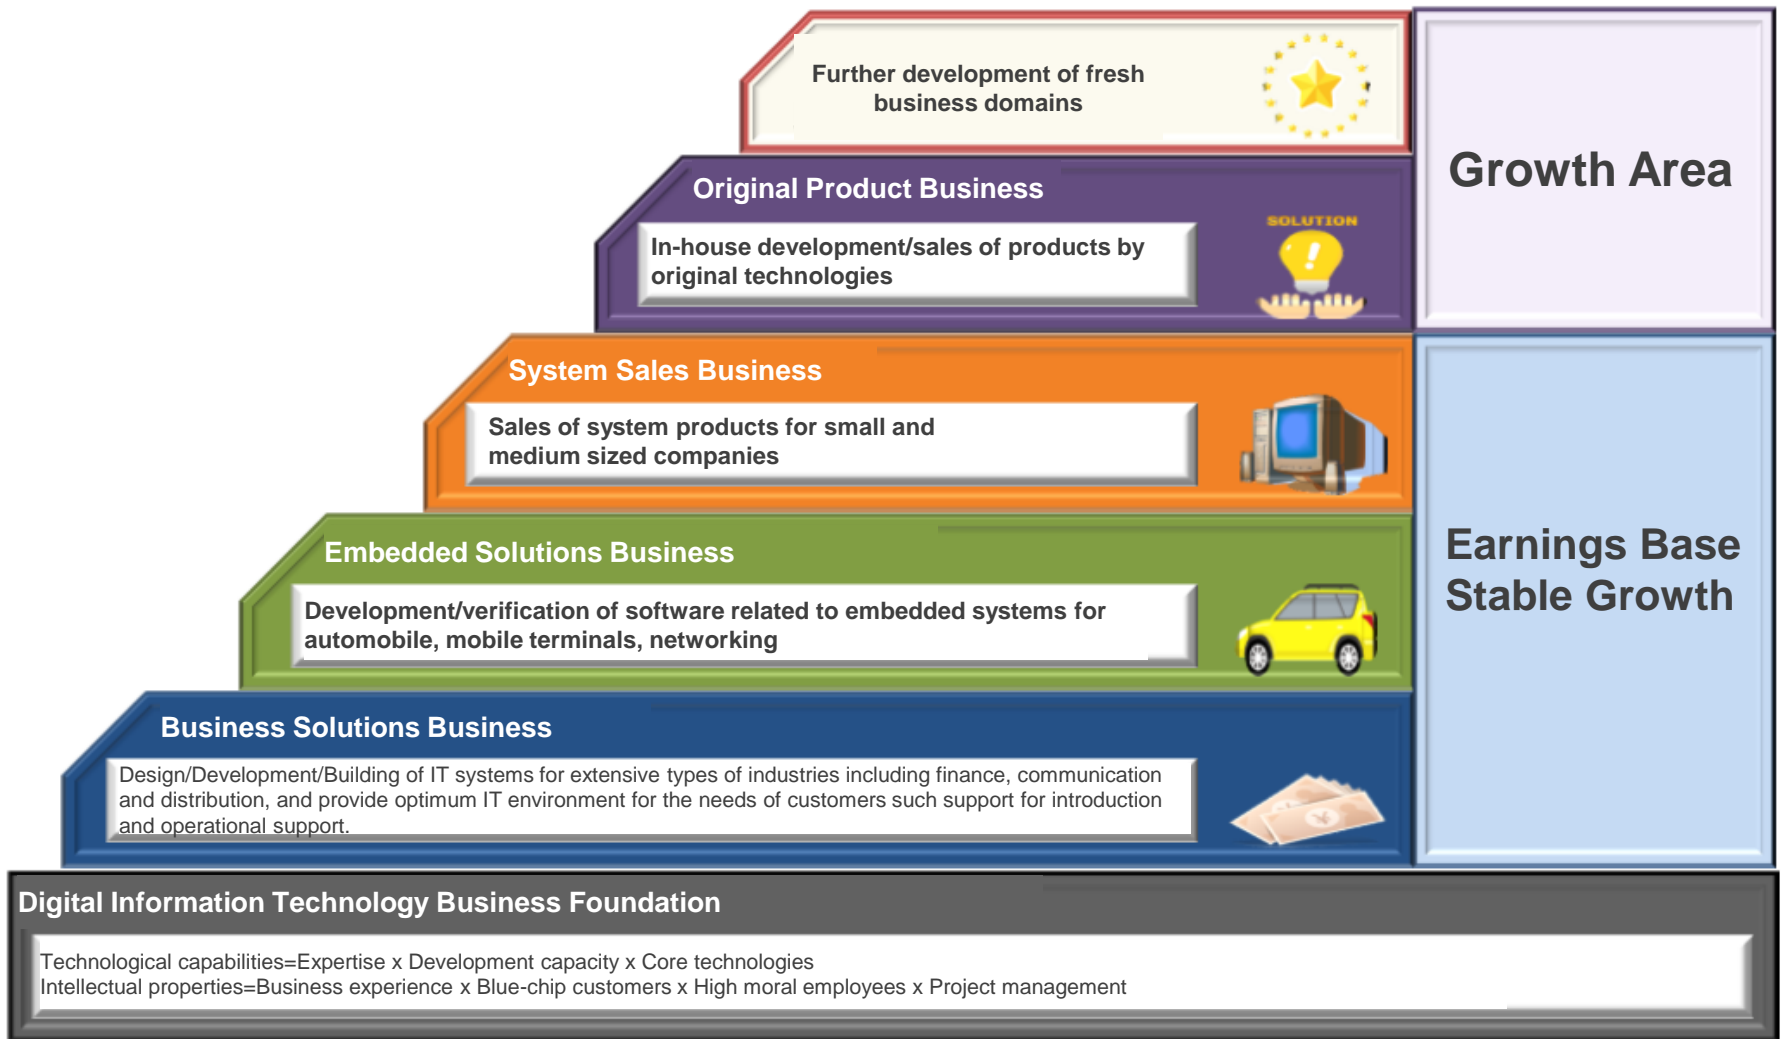 Further development of fresh
business domains
Growth Area
Original Product Business
SOLUTION
In-house development/sales of products by
original technologies
System Sales Business
Sales of system products for small and
medium sized companies
Earnings Base
Stable Growth
Embedded Solutions Business
Development/verification of software related to embedded systems for
automobile, mobile terminals, networking
Business Solutions Business
Design/Development/Building of IT systems for extensive types of industries including finance, communication
and distribution, and provide optimum IT environment for the needs of customers such support for introduction
and operational support.
¥
Digital Information Technology Business Foundation
Technological capabilities=Expertise x Development capacity x Core technologies
Intellectual properties=Business experience x Blue-chip customers x High moral employees x Project management